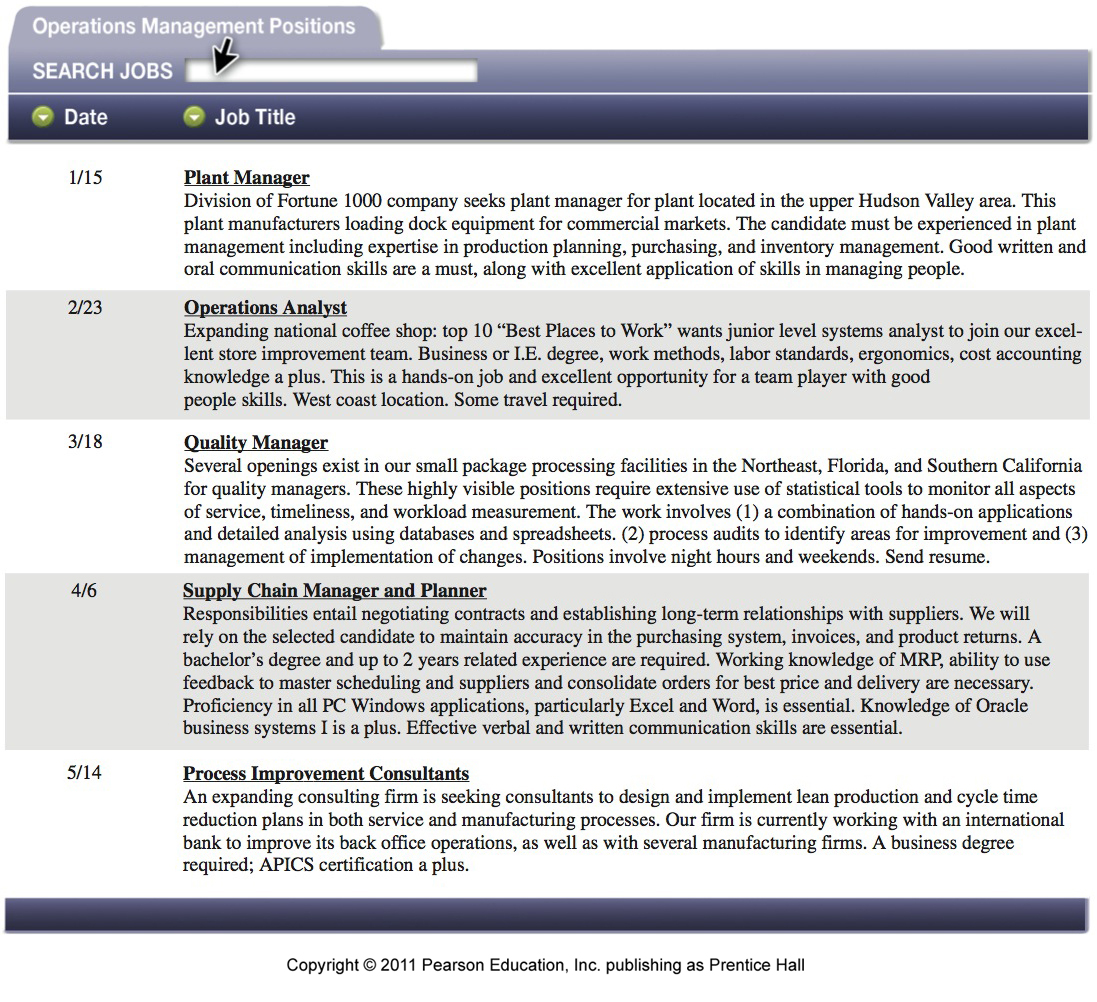 Operations Management Positions
SEARCH JOBS
Date Job Title
1/15 Plant Manager
Division of Fortune 1000 company seeks plant manager for plant located in the upper Hudson Valley area. This
plant manufacturers loading dock equipment for commercial markets. The candidate must be experienced in plant
management including expertise in production planning, purchasing, and inventory management. Good written and
oral communication skills are a must, along with excellent application of skills in managing people.
2/23 Operations Analyst
Expanding national coffee shop: top 10 “Best Places to Work” wants junior level systems analyst to join our excel-
lent store improvement team. Business or I.E. degree, work methods, labor standards, ergonomics, cost accounting
knowledge a plus. This is a hands-on job and excellent opportunity for a team player with good
people skills. West coast location. Some travel required.
3/18 Quality Manager
Several openings exist in our small package processing facilities in the Northeast, Florida, and Southern California
for quality managers. These highly visible positions require extensive use of statistical tools to monitor all aspects
of service, timeliness, and workload measurement. The work involves (1) a combination of hands-on applications
and detailed analysis using databases and spreadsheets. (2) process audits to identify areas for improvement and (3)
management of implementation of changes. Positions involve night hours and weekends. Send resume.
4/6 Supply Chain Manager and Planner
Responsibilities entail negotiating contracts and establishing long-term relationships with suppliers. We will
rely on the selected candidate to maintain accuracy in the purchasing system, invoices, and product returns. A
bachelor’s degree and up to 2 years related experience are required. Working knowledge of MRP, ability to use
feedback to master scheduling and suppliers and consolidate orders for best price and delivery are necessary.
Proficiency in all PC Windows applications, particularly Excel and Word, is essential. Knowledge of Oracle
business systems I is a plus. Effective verbal and written communication skills are essential.
5/14 Process Improvement Consultants
An expanding consulting firm is seeking consultants to design and implement lean production and cycle time
reduction plans in both service and manufacturing processes. Our firm is currently working with an international
bank to improve its back office operations, as well as with several manufacturing firms. A business degree
required; APICS certification a plus.
Copyright © 2011 Pearson Education, Inc. publishing as Prentice Hall